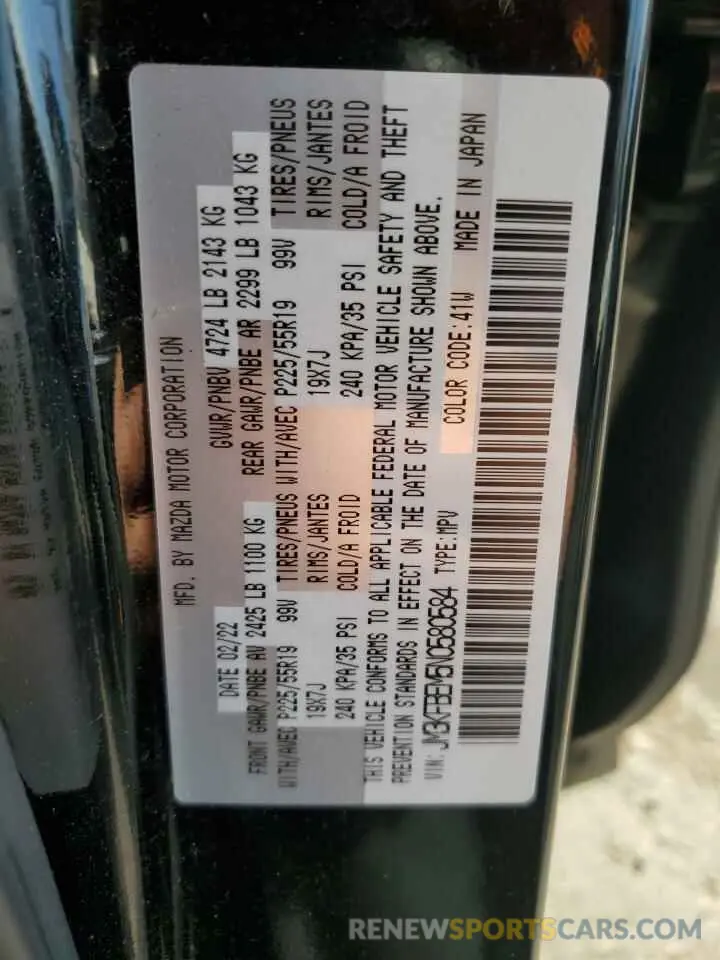 MFD. BY MAZDA MOTOR CORPORATION
DATE 02/22 GVWR/PNBV 4724 LB 2143 KG
FRONT GAWR/PNBE AV 2425 LB 1100 KG REAR GAWR/PNBE AR 2299 LB 1043 KG
WITH/AVEC P225/55R19 99V TIRES/PNEUS WITH/AVEC P225/55R19 99V TIRES/PNEUS
19X7J RIMS/JANTES 19X7J RIMS/JANTES
240 KPA/35 PSI COLD/A FROID 240 KPA/35 PSI COLD/A FROID
THIS VEHICLE CONFORMS TO ALL APPLICABLE FEDERAL MOTOR VEHICLE SAFETY AND THEFT
PREVENTION STANDARDS IN EFFECT ON THE DATE OF MANUFACTURE SHOWN ABOVE.
VIN: JM3KFBEM5N0580584 TYPE:MPV COLOR CODE:41W MADE IN JAPAN
RENEWSPORTSCARS.COM